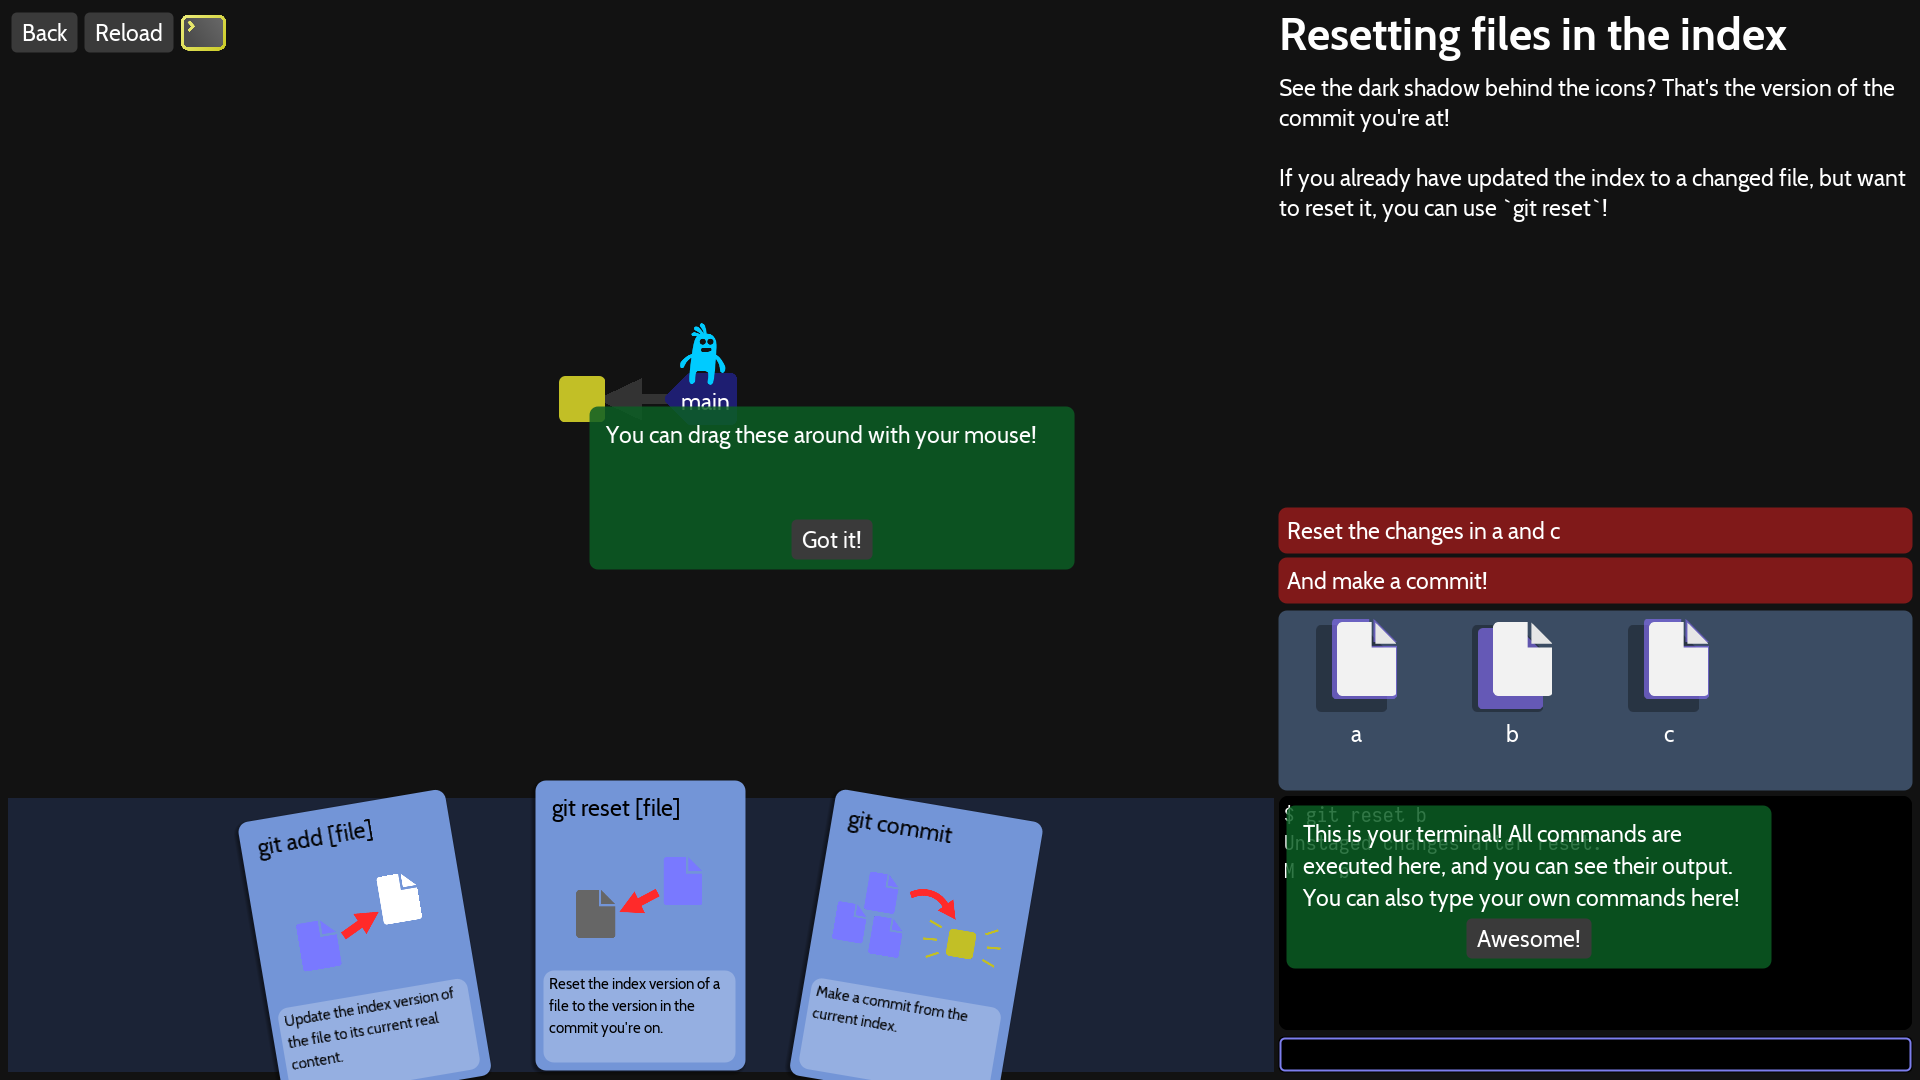 Back
Reload
Resetting files in the index
See the dark shadow behind the icons? That's the version of the
commit you're at!
If you already have updated the index to a changed file, but want
to reset it, you can use `git reset`!
main
You can drag these around with your mouse!
Got it!
Reset the changes in a and c
And make a commit!
a
b
c
git add [file]
Update the index version of
the file to its current real
content.
git reset [file]
Reset the index version of a
file to the version in the
commit you're on.
git commit
Make a commit from the
current index.
$ git reset b
Unstaged changes after reset:
This is your terminal! All commands are
executed here, and you can see their output.
You can also type your own commands here!
Awesome!